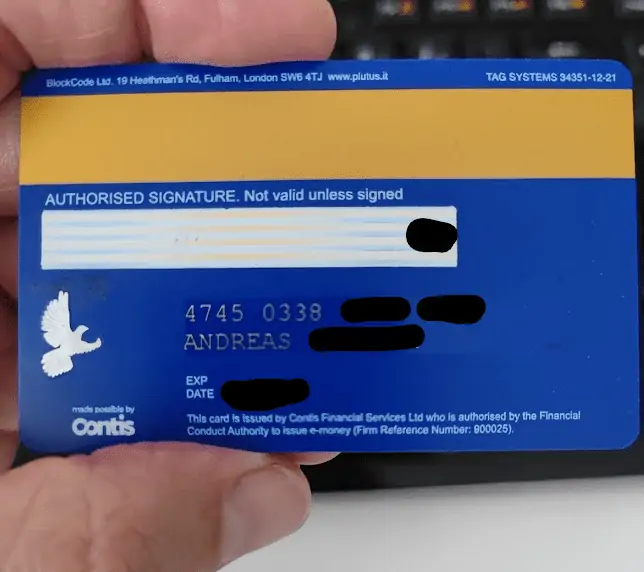 BlockCode Ltd. 19 Heathman's Rd, Fulham, London SW6 4TJ www.plutus.it
TAG SYSTEMS 34351-12-21
AUTHORISED SIGNATURE. Not valid unless signed
4745 0338
ANDREAS
EXP
DATE
made possible by
Contis
This card is issued by Contis Financial Services Ltd who is authorised by the Financial
Conduct Authority to issue e-money (Firm Reference Number: 900025).